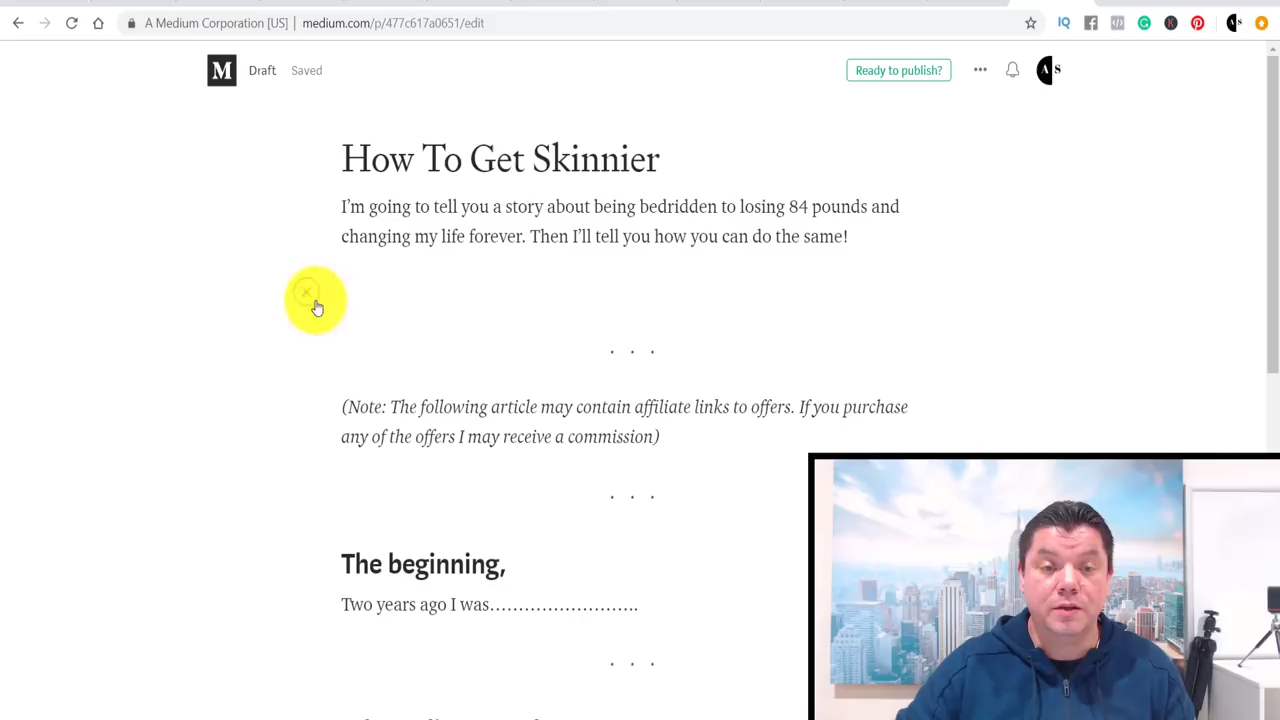 A Medium Corporation [US] | medium.com/p/477c617a0651/edit
M Draft Saved Ready to publish? ••• A S
How To Get Skinnier
I'm going to tell you a story about being bedridden to losing 84 pounds and
changing my life forever. Then I'll tell you how you can do the same!
. . .
(Note: The following article may contain affiliate links to offers. If you purchase
any of the offers I may receive a commission)
. . .
The beginning,
Two years ago I was……………………..
. . .